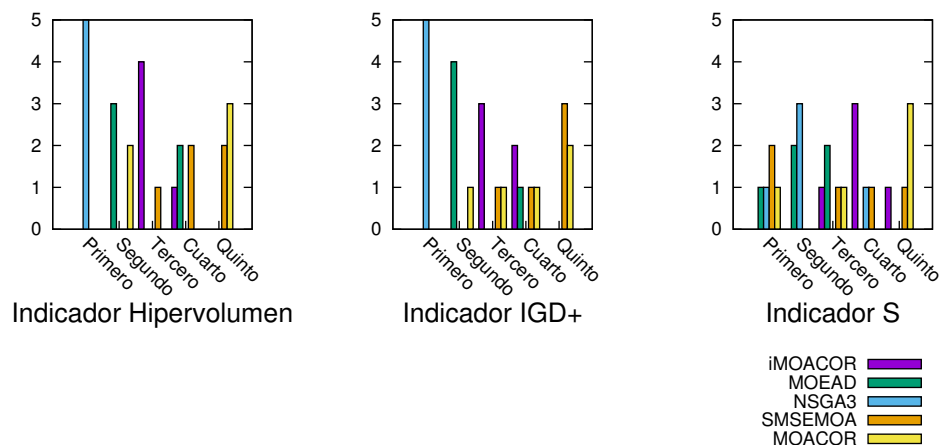 5
4
3
2
1
0
Primero
Segundo
Tercero
Cuarto
Quinto
Indicador Hipervolumen
5
4
3
2
1
0
Primero
Segundo
Tercero
Cuarto
Quinto
Indicador IGD+
5
4
3
2
1
0
Primero
Segundo
Tercero
Cuarto
Quinto
Indicador S
iMOACOR
MOEAD
NSGA3
SMSEMOA
MOACOR